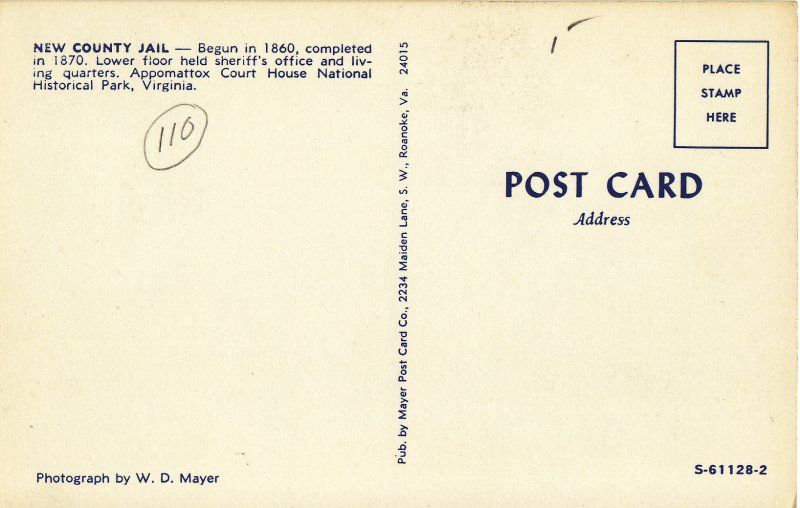 NEW COUNTY JAIL — Begun in 1860, completed
in 1870. Lower floor held sheriff's office and liv-
ing quarters. Appomattox Court House National
Historical Park, Virginia.
110
Photograph by W. D. Mayer
Pub. by Mayer Post Card Co., 2234 Maiden Lane, S. W., Roanoke, Va. 24015
PLACE
STAMP
HERE
POST CARD
Address
S-61128-2